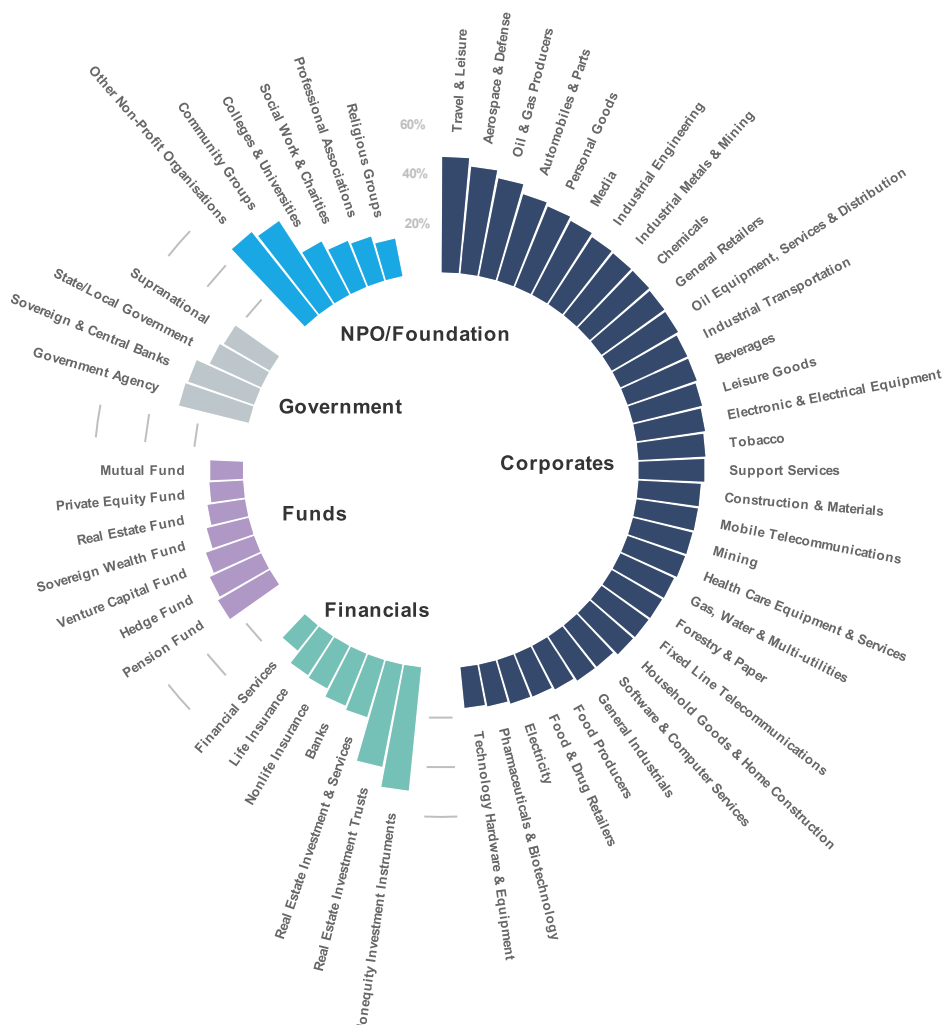 60%
40%
20%
Travel & Leisure
Aerospace & Defense
Oil & Gas Producers
Automobiles & Parts
Personal Goods
Media
Industrial Engineering
Industrial Metals & Mining
Chemicals
General Retailers
Oil Equipment, Services & Distribution
Industrial Transportation
Beverages
Leisure Goods
Electronic & Electrical Equipment
Tobacco
Support Services
Construction & Materials
Mobile Telecommunications
Mining
Health Care Equipment & Services
Gas, Water & Multi-utilities
Forestry & Paper
Fixed Line Telecommunications
Household Goods & Home Construction
Software & Computer Services
General Industrials
Food Producers
Food & Drug Retailers
Electricity
Pharmaceuticals & Biotechnology
Technology Hardware & Equipment
Corporates
onequity Investment Instruments
Real Estate Investment Trusts
Real Estate Investment & Services
Banks
Nonlife Insurance
Life Insurance
Financial Services
Financials
Pension Fund
Hedge Fund
Venture Capital Fund
Sovereign Wealth Fund
Real Estate Fund
Private Equity Fund
Mutual Fund
Funds
Government Agency
Sovereign & Central Banks
State/Local Government
Supranational
Government
Other Non-Profit Organisations
Community Groups
Colleges & Universities
Social Work & Charities
Professional Associations
Religious Groups
NPO/Foundation